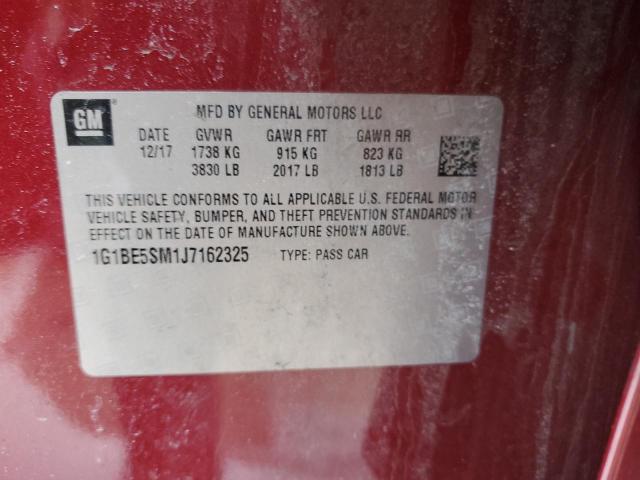 GM
MFD BY GENERAL MOTORS LLC
DATE GVWR GAWR FRT GAWR RR
12/17 1738 KG 915 KG 823 KG
3830 LB 2017 LB 1813 LB
THIS VEHICLE CONFORMS TO ALL APPLICABLE U.S. FEDERAL MOTOR
VEHICLE SAFETY, BUMPER, AND THEFT PREVENTION STANDARDS IN
EFFECT ON THE DATE OF MANUFACTURE SHOWN ABOVE.
1G1BE5SM1J7162325 TYPE: PASS CAR